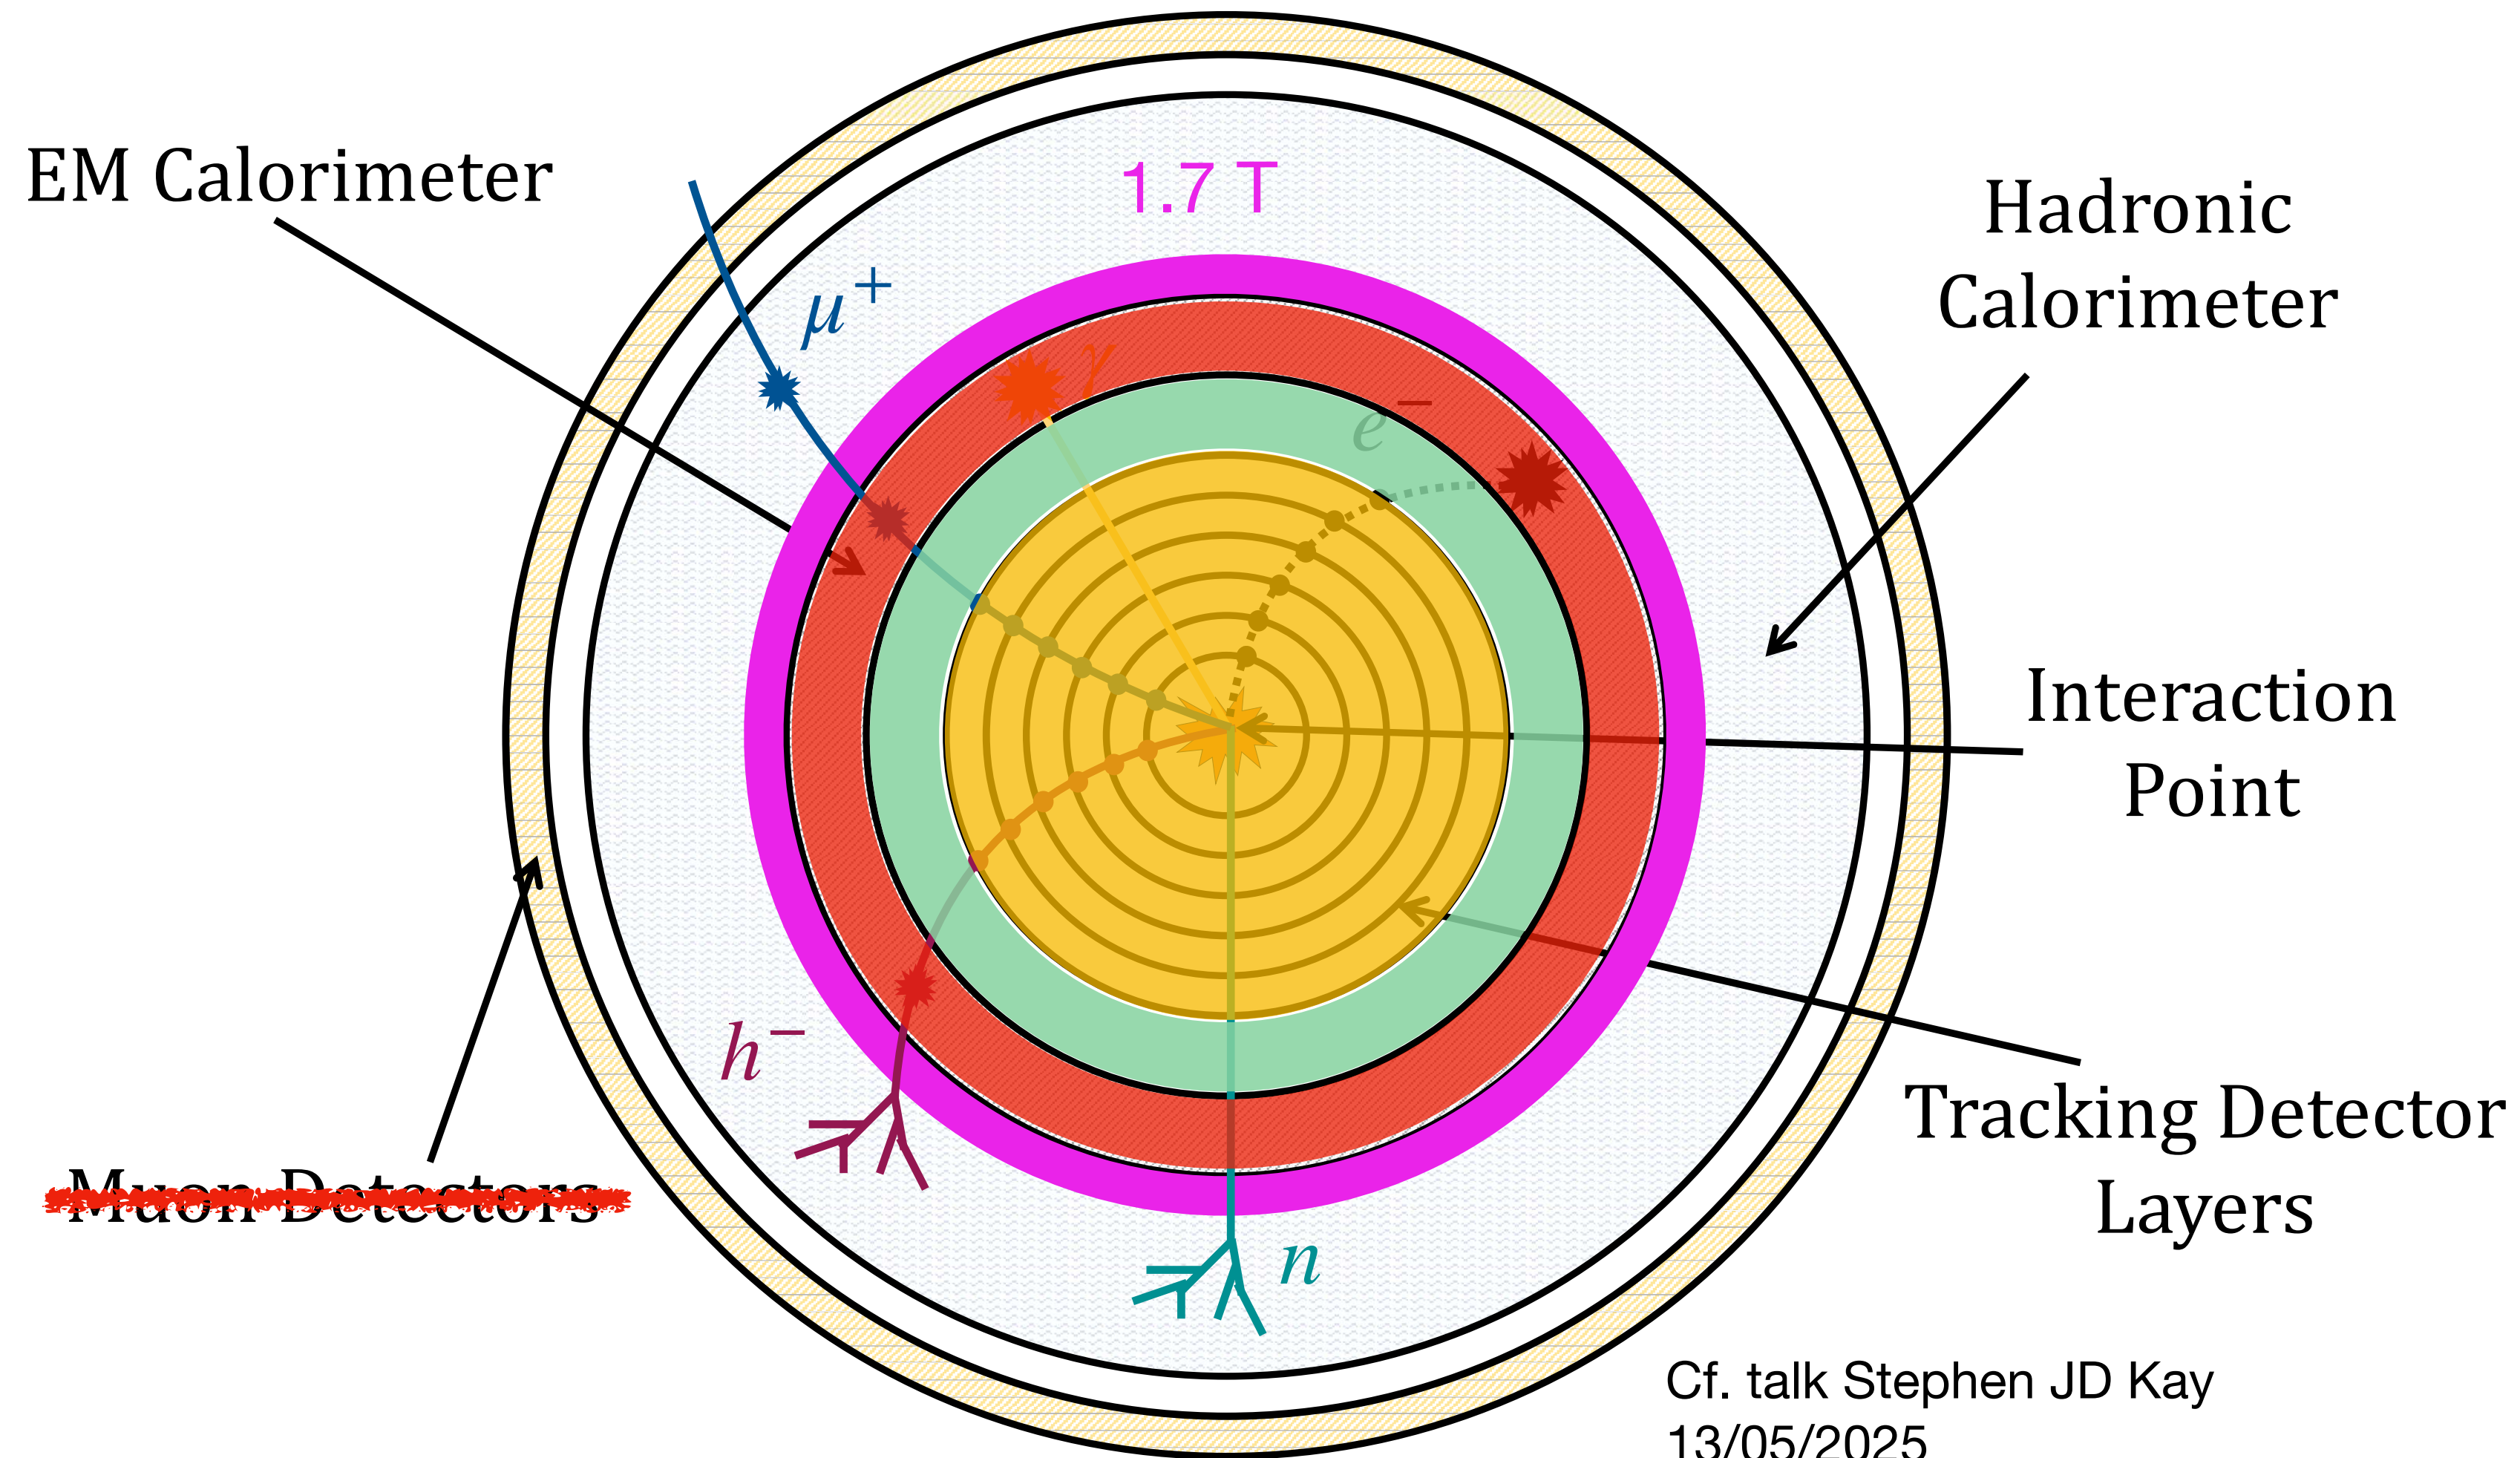 EM Calorimeter
1.7 T
Hadronic
Calorimeter
μ+
γ
e−
Interaction
Point
h−
Tracking Detector
Layers
Muon Detectors
n
Cf. talk Stephen JD Kay
13/05/2025